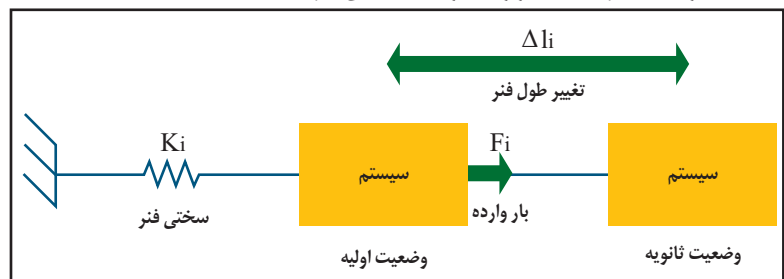 Δli
تغییر طول فنر
Ki
Fi
سیستم
سیستم
سختی فنر
بار وارده
وضعیت اولیه
وضعیت ثانویه